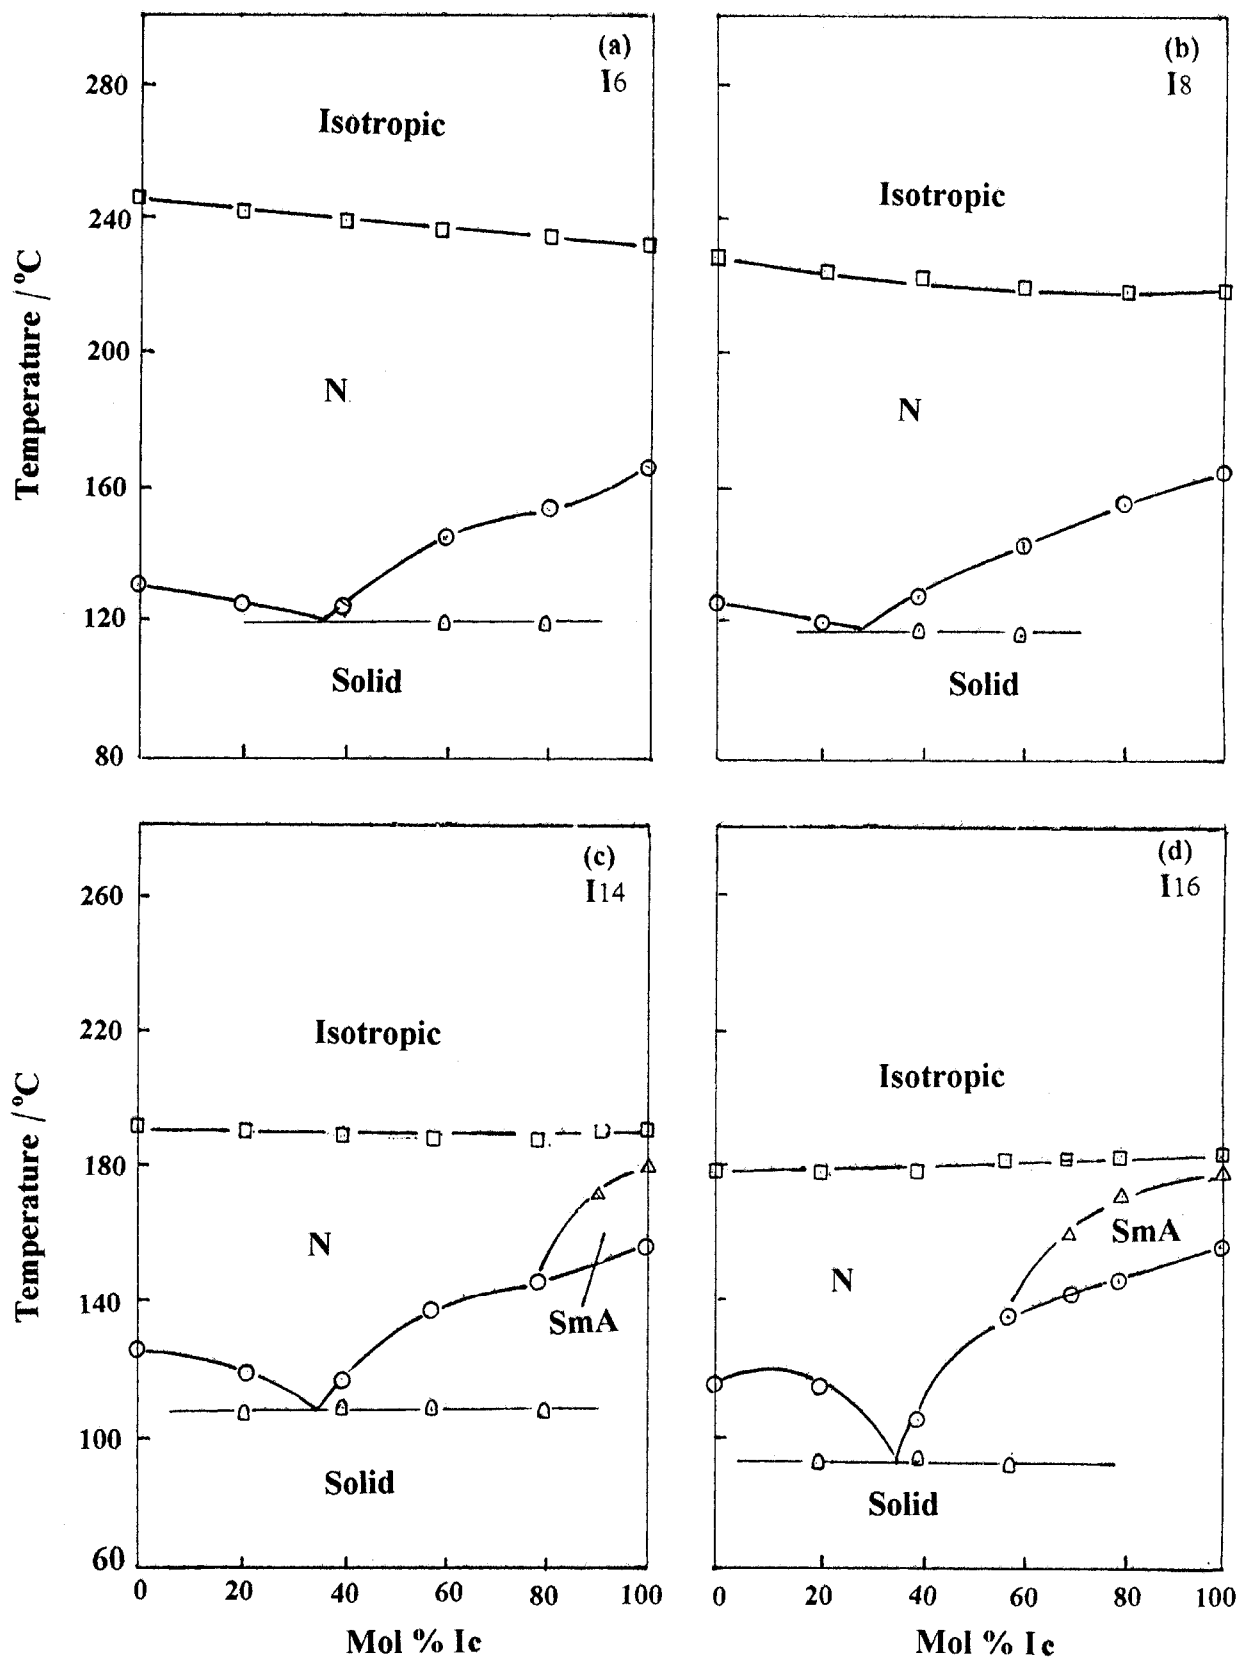 (a)
I6
280
Isotropic
240
200
N
160
120
Solid
80
Temperature /°C
(b)
I8
Isotropic
N
Solid
(c)
I14
260
220
Isotropic
180
N
140
SmA
100
Solid
60
0 20 40 60 80 100
Mol % Ic
Temperature /°C
(d)
I16
Isotropic
SmA
N
Solid
0 20 40 60 80 100
Mol % Ic